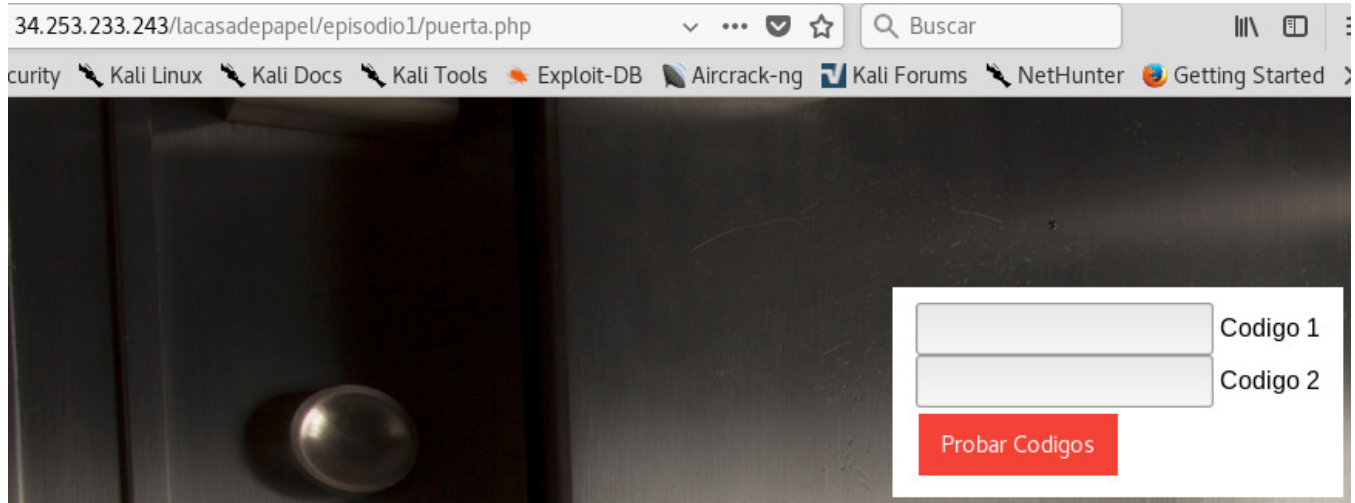 34.253.233.243/lacasadepapel/episodio1/puerta.php Buscar
curity Kali Linux Kali Docs Kali Tools Exploit-DB Aircrack-ng Kali Forums NetHunter Getting Started
Codigo 1
Codigo 2
Probar Codigos